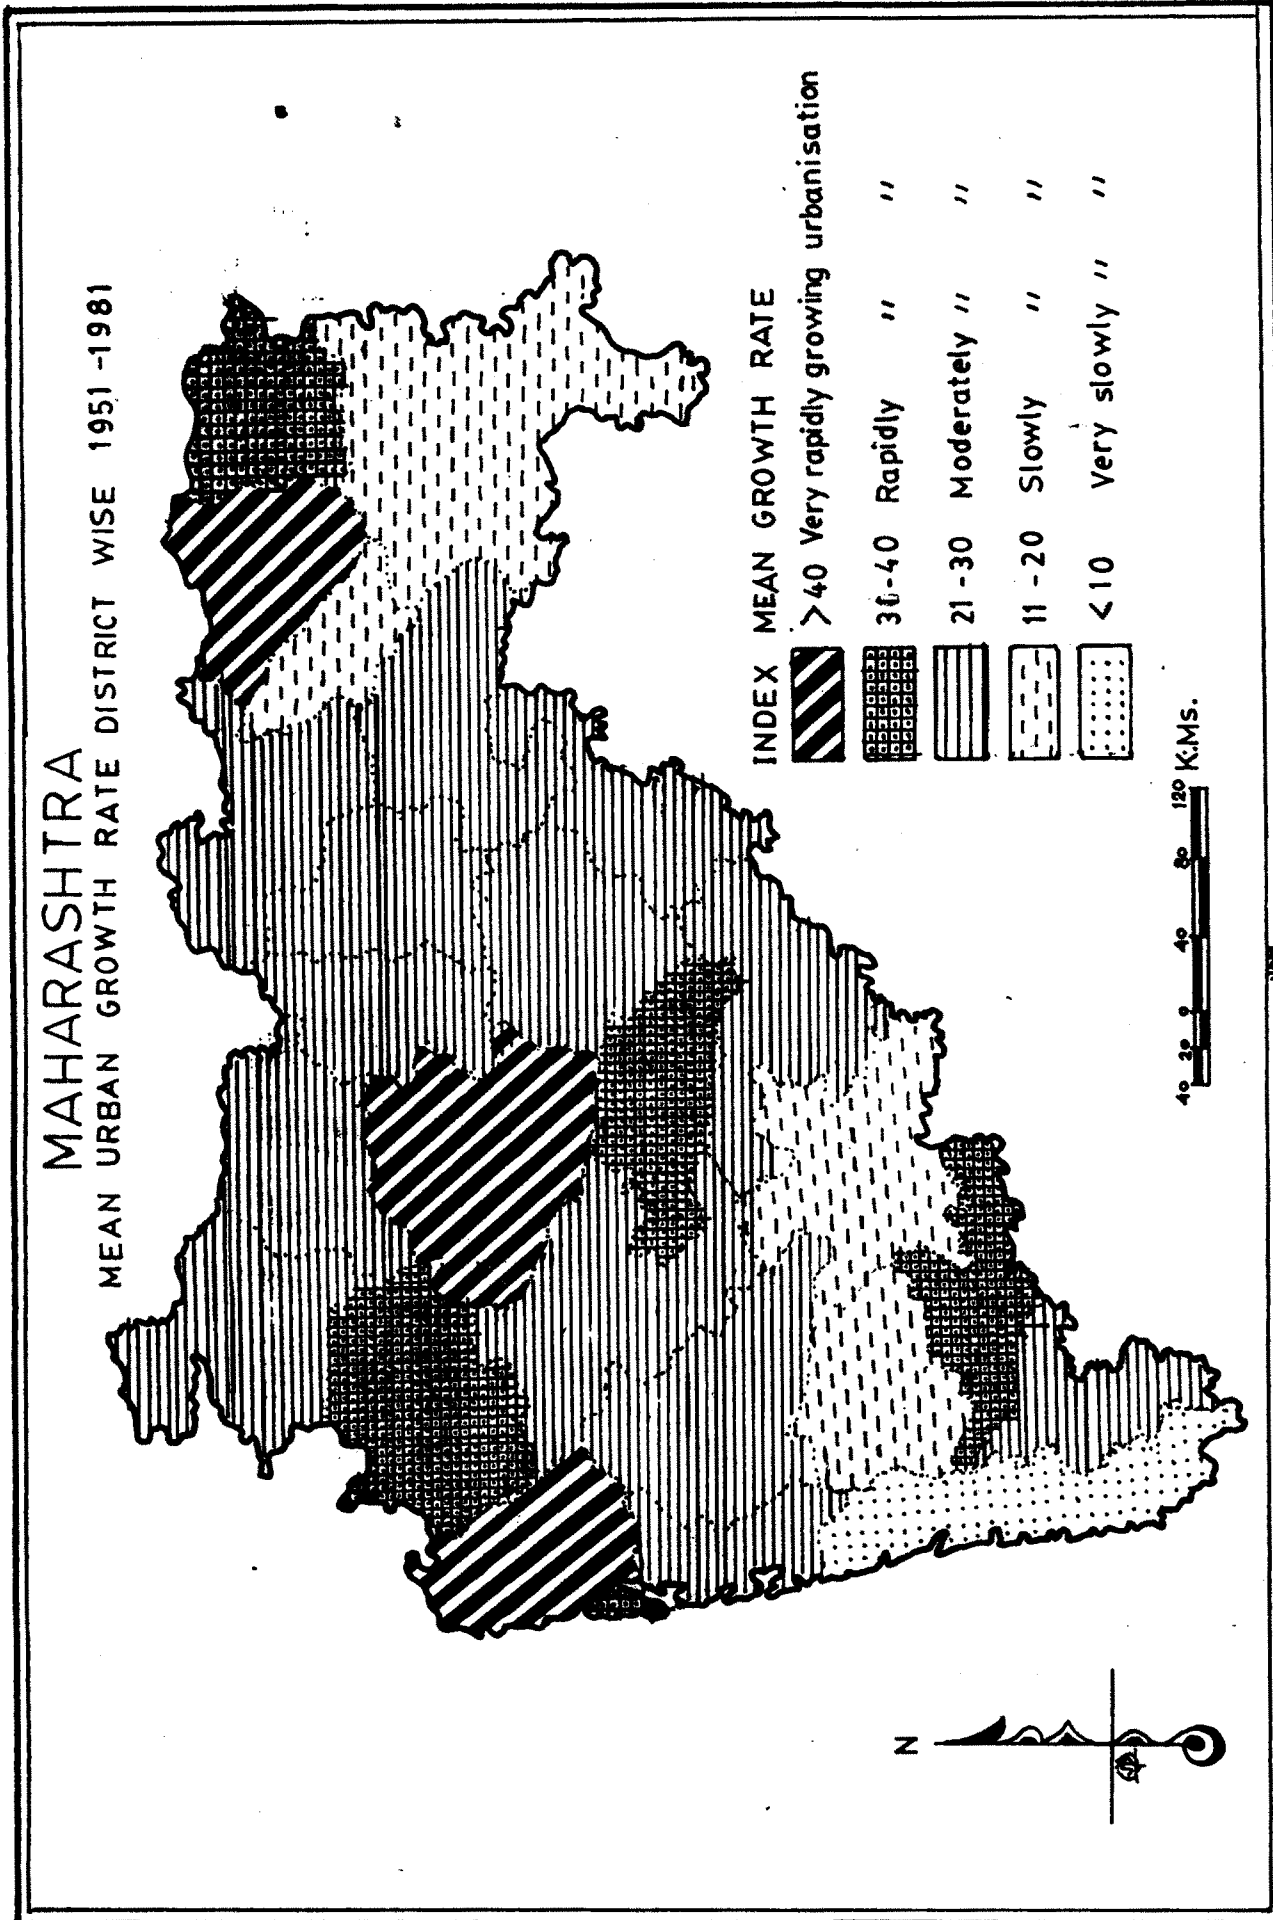 MAHARASHTRA
MEAN URBAN GROWTH RATE DISTRICT WISE 1951-1981
INDEX MEAN GROWTH RATE
>40 Very rapidly growing urbanisation
31-40 Rapidly " "
21-30 Moderately " "
11-20 Slowly " "
<10 Very slowly " "
40 20 0 40 80 120 K.Ms.
N